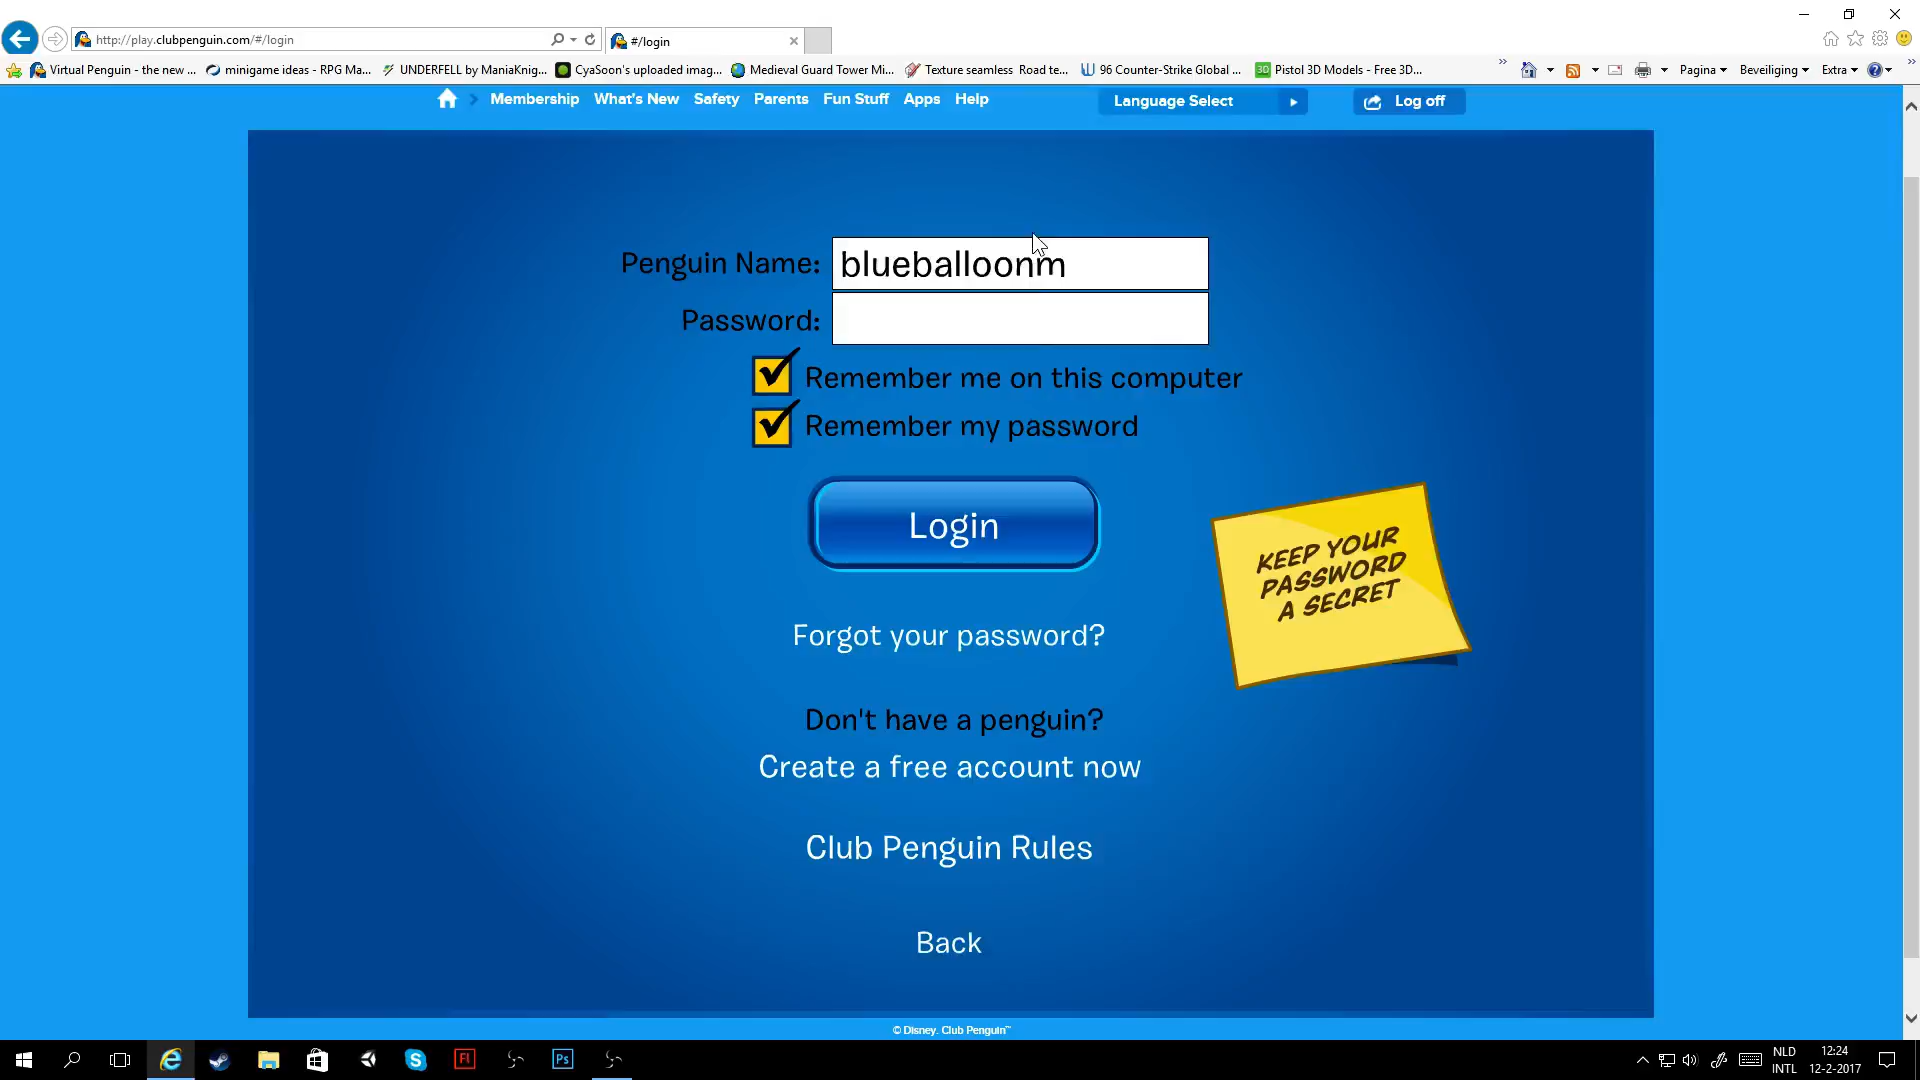 http://play.clubpenguin.com/#/login
#/login
Virtual Penguin - the new ...
minigame ideas - RPG Ma...
UNDERFELL by ManiaKnig...
CyaSoon's uploaded imag...
Medieval Guard Tower Mi...
Texture seamless Road te...
96 Counter-Strike Global ...
3D Pistol 3D Models - Free 3D...
Pagina
Beveiliging
Extra
Membership
What's New
Safety
Parents
Fun Stuff
Apps
Help
Language Select
Log off
Penguin Name:
blueballoonm
Password:
Remember me on this computer
Remember my password
Login
KEEP YOUR
PASSWORD
A SECRET
Forgot your password?
Don't have a penguin?
Create a free account now
Club Penguin Rules
Back
© Disney. Club Penguin™
Fl
Ps
NLD
INTL
12:24
12-2-2017